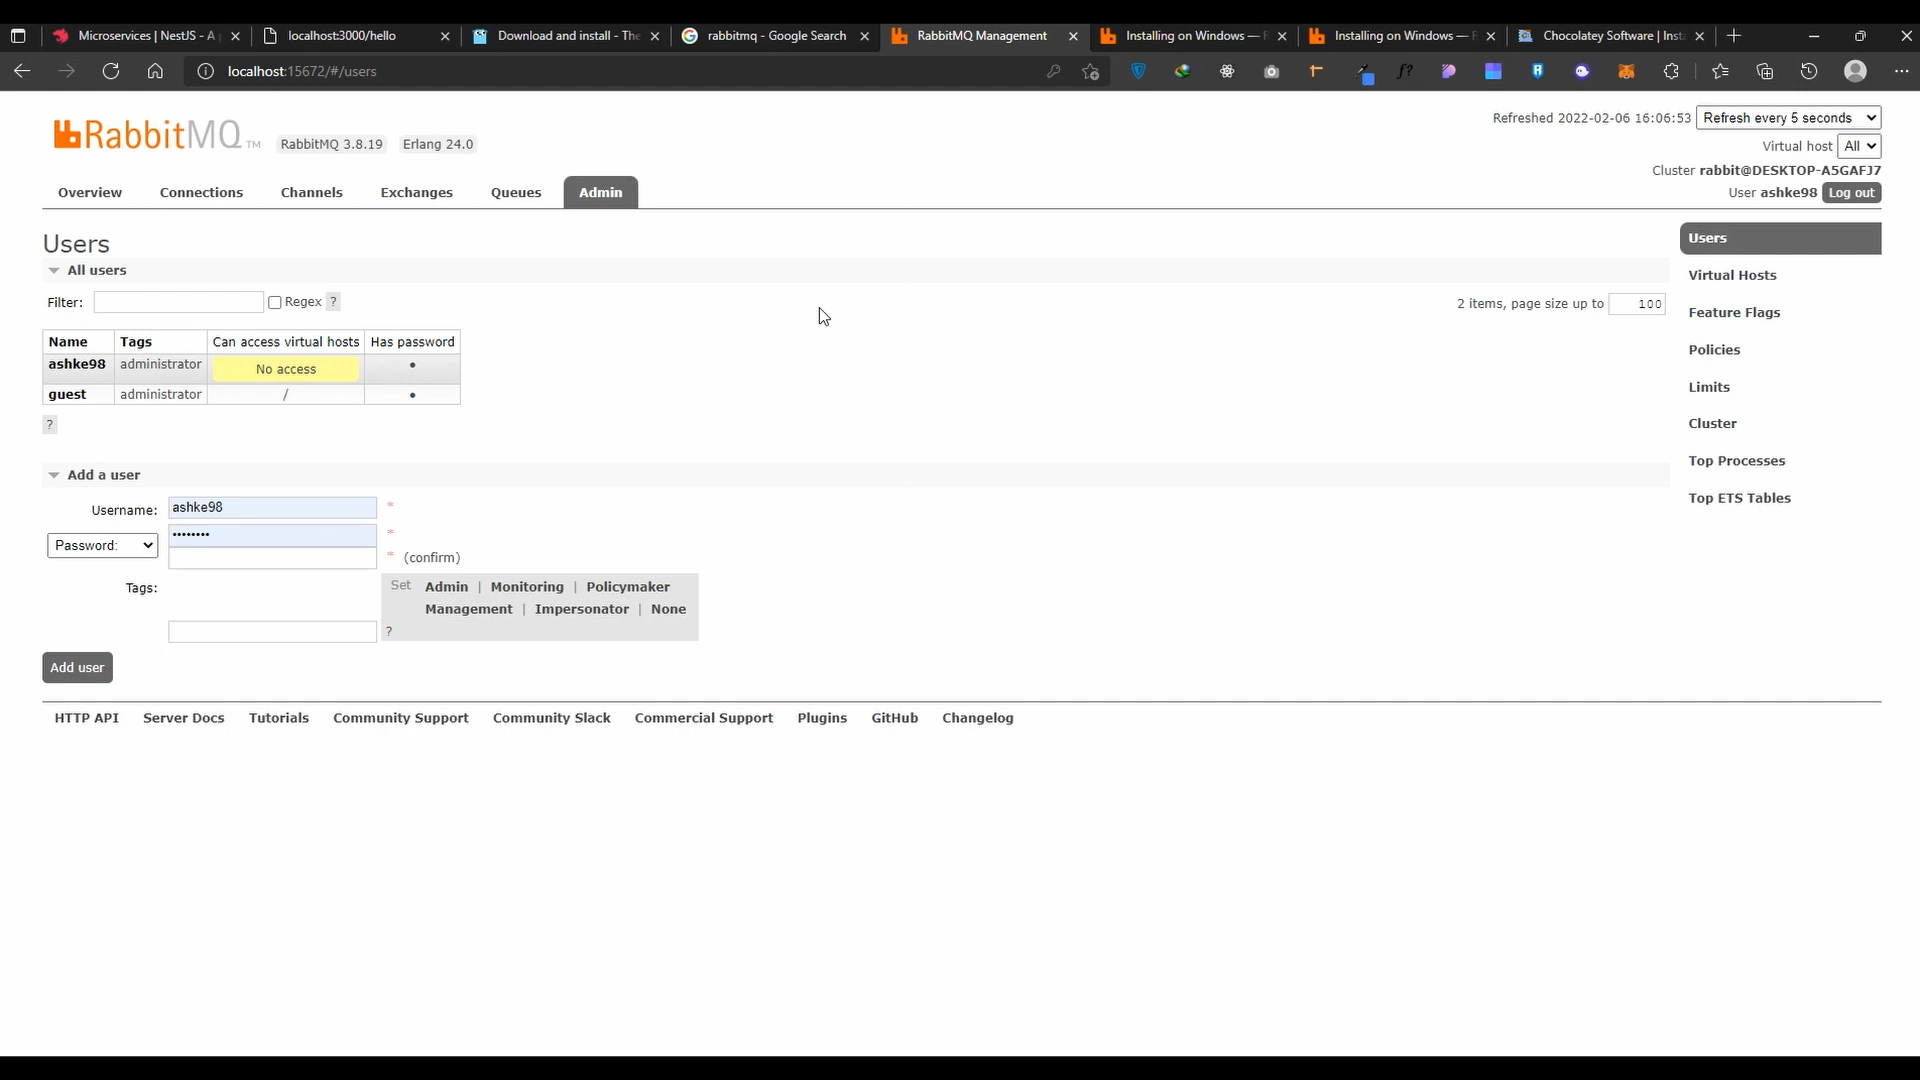 Microservices | NestJS - A
localhost:3000/hello
Download and install - The
rabbitmq - Google Search
RabbitMQ Management
Installing on Windows —
Installing on Windows —
Chocolatey Software | Insta
localhost:15672/#/users
RabbitMQ TM
RabbitMQ 3.8.19
Erlang 24.0
Refreshed 2022-02-06 16:06:53 Refresh every 5 seconds
Virtual host All
Cluster rabbit@DESKTOP-A5GAFJ7
User ashke98 Log out
Overview Connections Channels Exchanges Queues Admin
Users
All users
Filter: Regex ?
2 items, page size up to 100
Name Tags Can access virtual hosts Has password
ashke98 administrator No access •
guest administrator / •
?
Add a user
Username: ashke98 *
Password: •••••••• *
* (confirm)
Tags:
Set Admin | Monitoring | Policymaker
Management | Impersonator | None
?
Add user
Users
Virtual Hosts
Feature Flags
Policies
Limits
Cluster
Top Processes
Top ETS Tables
HTTP API Server Docs Tutorials Community Support Community Slack Commercial Support Plugins GitHub Changelog